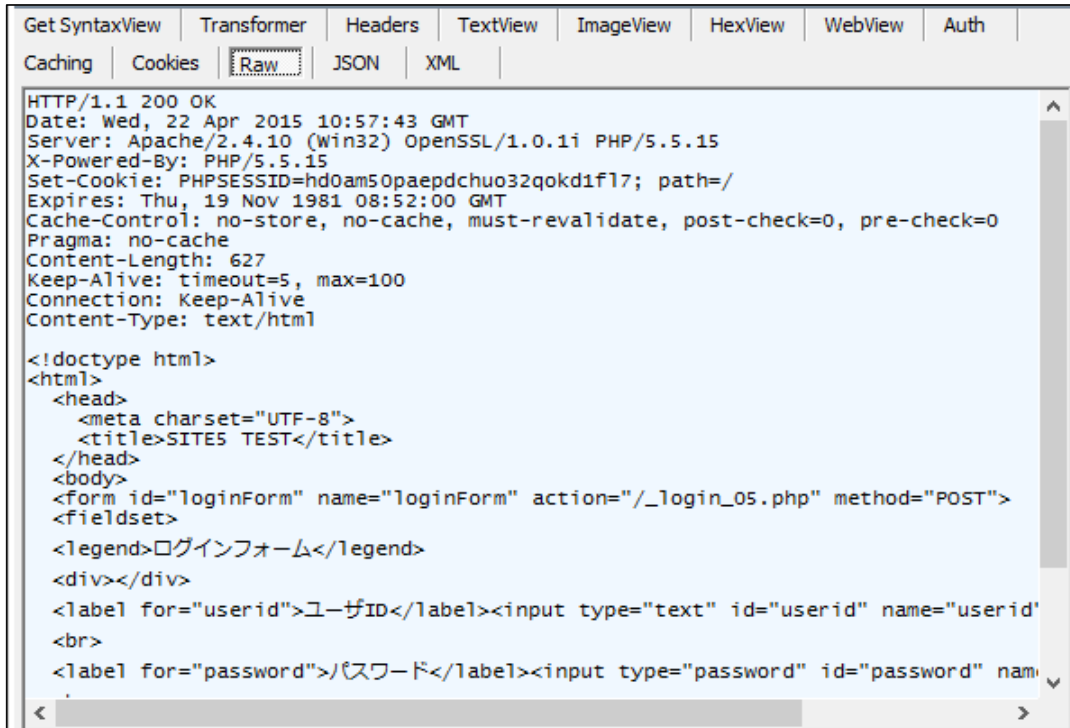 Get SyntaxView Transformer Headers TextView ImageView HexView WebView Auth
Caching Cookies Raw JSON XML
HTTP/1.1 200 OK
Date: Wed, 22 Apr 2015 10:57:43 GMT
Server: Apache/2.4.10 (Win32) OpenSSL/1.0.1i PHP/5.5.15
X-Powered-By: PHP/5.5.15
Set-Cookie: PHPSESSID=hd0am50paepdchuo32qokd1fl7; path=/
Expires: Thu, 19 Nov 1981 08:52:00 GMT
Cache-Control: no-store, no-cache, must-revalidate, post-check=0, pre-check=0
Pragma: no-cache
Content-Length: 627
Keep-Alive: timeout=5, max=100
Connection: Keep-Alive
Content-Type: text/html
<!doctype html>
<html>
<head>
<meta charset="UTF-8">
<title>SITE5 TEST</title>
</head>
<body>
<form id="loginForm" name="loginForm" action="/_login_05.php" method="POST">
<fieldset>
<legend>ログインフォーム</legend>
<div></div>
<label for="userid">ユーザID</label><input type="text" id="userid" name="userid"
<br>
<label for="password">パスワード</label><input type="password" id="password" nam